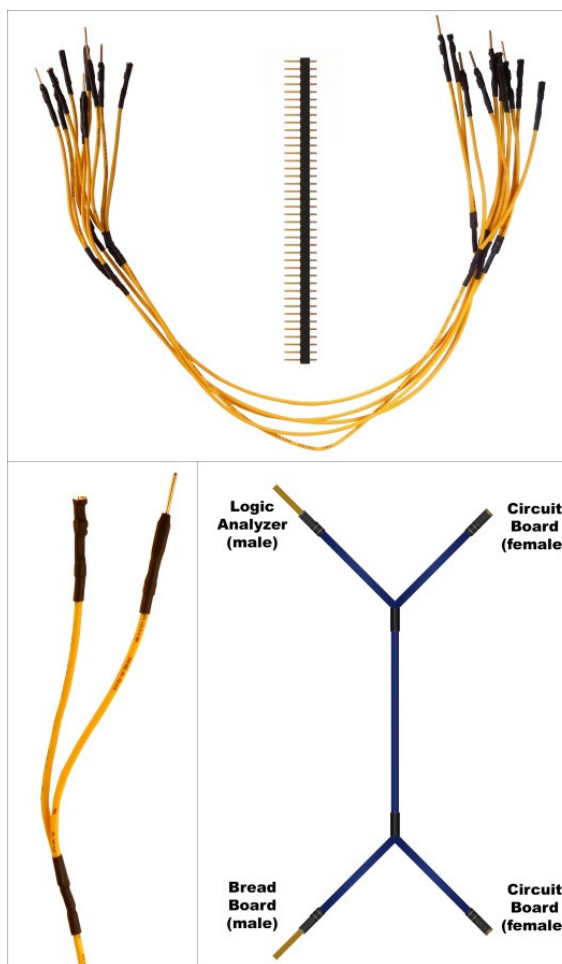 Logic
Analyzer
(male)
Circuit
Board
(female)
Bread
Board
(male)
Circuit
Board
(female)